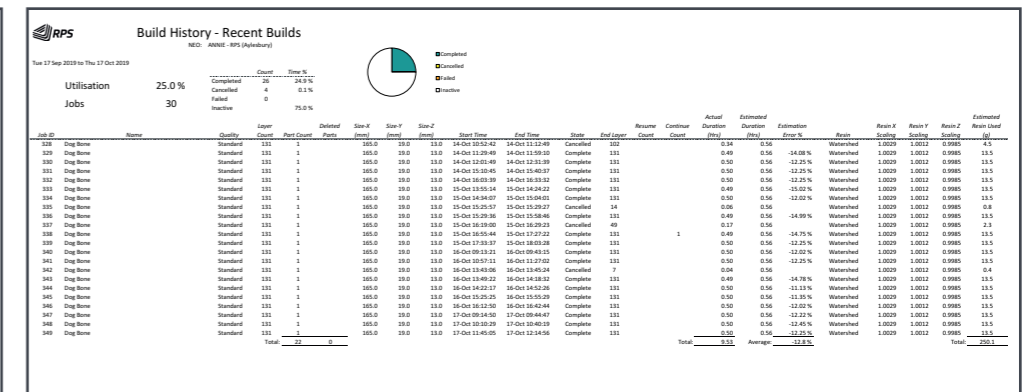 RPS
Build History - Recent Builds
NEO: ANNIE - RPS (Aylesbury)
Tue 17 Sep 2019 to Thu 17 Oct 2019
Utilisation 25.0 %
Jobs 30
Count Time %
Completed 26 24.9 %
Cancelled 4 0.1 %
Failed 0
Inactive 75.0 %
Completed
Cancelled
Failed
Inactive
Job ID Name Quality Layer Count Part Count Deleted Parts Size-X (mm) Size-Y (mm) Size-Z (mm) Start Time End Time State End Layer Resume Count Continue Count Actual Duration (Hrs) Estimated Duration (Hrs) Estimation Error % Resin Resin X Scaling Resin Y Scaling Resin Z Scaling Estimated Resin Used (g)
328 Dog Bone Standard 131 1 165.0 19.0 13.0 14-Oct 10:52:42 14-Oct 11:12:49 Cancelled 102 0.34 0.56 Watershed 1.0029 1.0012 0.9985 4.5
329 Dog Bone Standard 131 1 165.0 19.0 13.0 14-Oct 11:29:49 14-Oct 11:59:10 Complete 131 0.49 0.56 -14.08 % Watershed 1.0029 1.0012 0.9985 13.5
330 Dog Bone Standard 131 1 165.0 19.0 13.0 14-Oct 12:01:49 14-Oct 12:31:39 Complete 131 0.50 0.56 -12.25 % Watershed 1.0029 1.0012 0.9985 13.5
331 Dog Bone Standard 131 1 165.0 19.0 13.0 14-Oct 15:10:45 14-Oct 15:40:37 Complete 131 0.50 0.56 -12.25 % Watershed 1.0029 1.0012 0.9985 13.5
332 Dog Bone Standard 131 1 165.0 19.0 13.0 14-Oct 16:03:39 14-Oct 16:33:32 Complete 131 0.50 0.56 -12.25 % Watershed 1.0029 1.0012 0.9985 13.5
333 Dog Bone Standard 131 1 165.0 19.0 13.0 15-Oct 13:55:14 15-Oct 14:24:22 Complete 131 0.49 0.56 -15.02 % Watershed 1.0029 1.0012 0.9985 13.5
334 Dog Bone Standard 131 1 165.0 19.0 13.0 15-Oct 14:34:07 15-Oct 15:04:01 Complete 131 0.50 0.56 -12.02 % Watershed 1.0029 1.0012 0.9985 13.5
335 Dog Bone Standard 131 1 165.0 19.0 13.0 15-Oct 15:25:57 15-Oct 15:29:27 Cancelled 14 0.06 0.56 Watershed 1.0029 1.0012 0.9985 0.8
336 Dog Bone Standard 131 1 165.0 19.0 13.0 15-Oct 15:29:36 15-Oct 15:58:46 Complete 131 0.49 0.56 -14.99 % Watershed 1.0029 1.0012 0.9985 13.5
337 Dog Bone Standard 131 1 165.0 19.0 13.0 15-Oct 16:19:00 15-Oct 16:29:23 Cancelled 49 0.17 0.56 Watershed 1.0029 1.0012 0.9985 2.3
338 Dog Bone Standard 131 1 165.0 19.0 13.0 15-Oct 16:55:44 15-Oct 17:27:22 Complete 131 1 0.49 0.56 -14.75 % Watershed 1.0029 1.0012 0.9985 13.5
339 Dog Bone Standard 131 1 165.0 19.0 13.0 15-Oct 17:33:37 15-Oct 18:03:28 Complete 131 0.50 0.56 -12.25 % Watershed 1.0029 1.0012 0.9985 13.5
340 Dog Bone Standard 131 1 165.0 19.0 13.0 16-Oct 09:13:21 16-Oct 09:43:15 Complete 131 0.50 0.56 -12.02 % Watershed 1.0029 1.0012 0.9985 13.5
341 Dog Bone Standard 131 1 165.0 19.0 13.0 16-Oct 10:57:11 16-Oct 11:27:02 Complete 131 0.50 0.56 -12.25 % Watershed 1.0029 1.0012 0.9985 13.5
342 Dog Bone Standard 131 1 165.0 19.0 13.0 16-Oct 13:43:06 16-Oct 13:45:24 Cancelled 7 0.04 0.56 Watershed 1.0029 1.0012 0.9985 0.4
343 Dog Bone Standard 131 1 165.0 19.0 13.0 16-Oct 13:49:22 16-Oct 14:18:32 Complete 131 0.49 0.56 -14.78 % Watershed 1.0029 1.0012 0.9985 13.5
344 Dog Bone Standard 131 1 165.0 19.0 13.0 16-Oct 14:22:17 16-Oct 14:52:26 Complete 131 0.50 0.56 -11.13 % Watershed 1.0029 1.0012 0.9985 13.5
345 Dog Bone Standard 131 1 165.0 19.0 13.0 16-Oct 15:25:25 16-Oct 15:55:29 Complete 131 0.50 0.56 -11.35 % Watershed 1.0029 1.0012 0.9985 13.5
346 Dog Bone Standard 131 1 165.0 19.0 13.0 16-Oct 16:12:50 16-Oct 16:42:44 Complete 131 0.50 0.56 -12.02 % Watershed 1.0029 1.0012 0.9985 13.5
347 Dog Bone Standard 131 1 165.0 19.0 13.0 17-Oct 09:14:50 17-Oct 09:44:47 Complete 131 0.50 0.56 -12.22 % Watershed 1.0029 1.0012 0.9985 13.5
348 Dog Bone Standard 131 1 165.0 19.0 13.0 17-Oct 10:10:29 17-Oct 10:40:19 Complete 131 0.50 0.56 -12.45 % Watershed 1.0029 1.0012 0.9985 13.5
349 Dog Bone Standard 131 1 165.0 19.0 13.0 17-Oct 11:45:05 17-Oct 12:14:56 Complete 131 0.50 0.56 -12.25 % Watershed 1.0029 1.0012 0.9985 13.5
Total: 22 0 Total: 9.53 Average: -12.8 % Total: 250.1